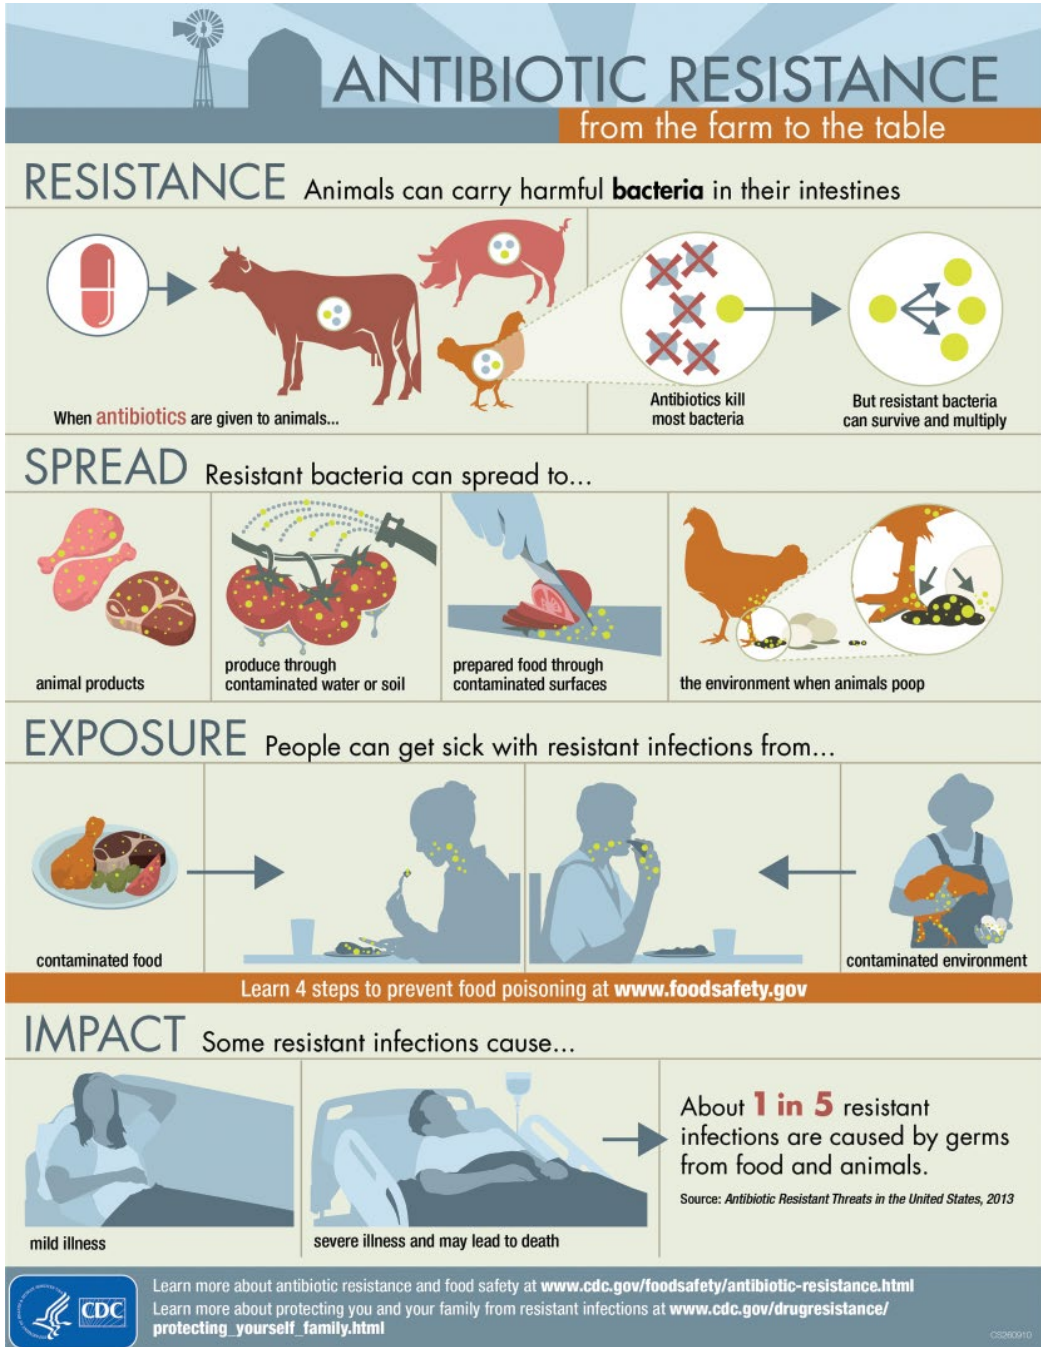 ANTIBIOTIC RESISTANCE
from the farm to the table
RESISTANCE Animals can carry harmful bacteria in their intestines
When antibiotics are given to animals...
Antibiotics kill
most bacteria
But resistant bacteria
can survive and multiply
SPREAD Resistant bacteria can spread to...
animal products
produce through
contaminated water or soil
prepared food through
contaminated surfaces
the environment when animals poop
EXPOSURE People can get sick with resistant infections from...
contaminated food
contaminated environment
Learn 4 steps to prevent food poisoning at www.foodsafety.gov
IMPACT Some resistant infections cause...
mild illness
severe illness and may lead to death
About 1 in 5 resistant
infections are caused by germs
from food and animals.
Source: Antibiotic Resistant Threats in the United States, 2013
CDC
Learn more about antibiotic resistance and food safety at www.cdc.gov/foodsafety/antibiotic-resistance.html
Learn more about protecting you and your family from resistant infections at www.cdc.gov/drugresistance/
protecting_yourself_family.html
CS260910